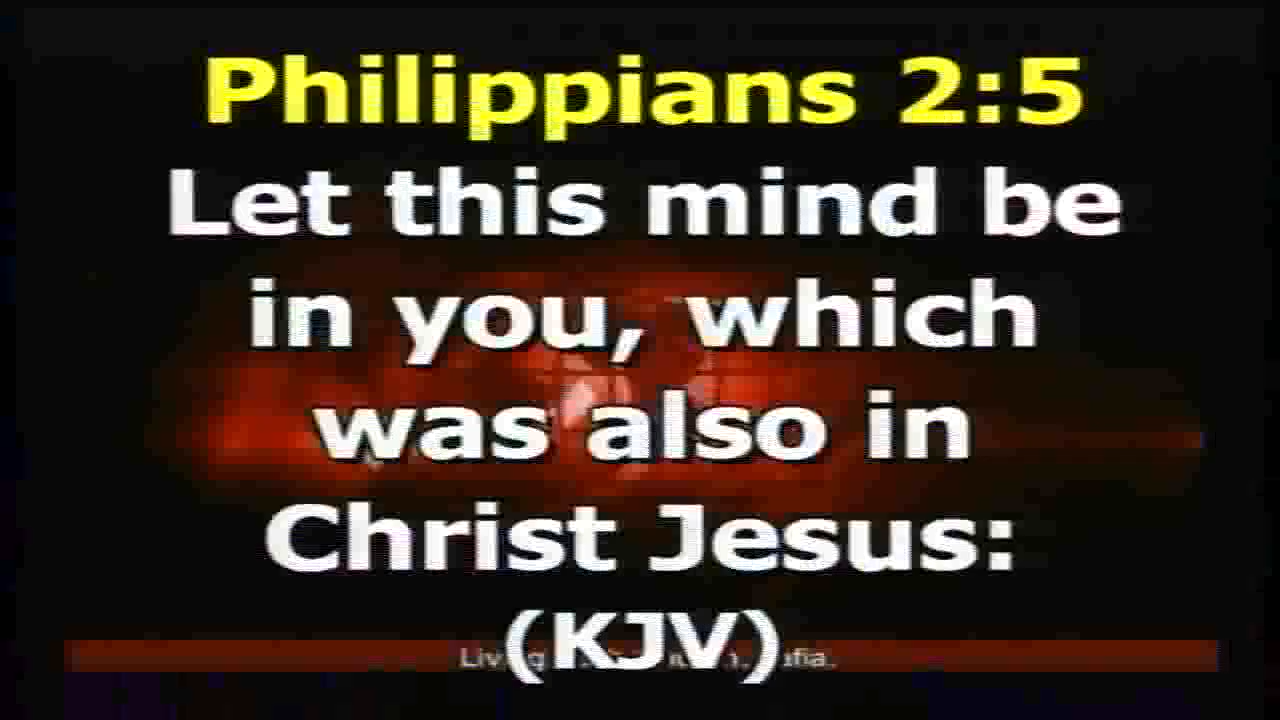 Philippians 2:5
Let this mind be
in you, which
was also in
Christ Jesus:
(KJV)